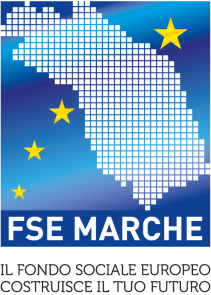 FSE MARCHE
IL FONDO SOCIALE EUROPEO
COSTRUISCE IL TUO FUTURO